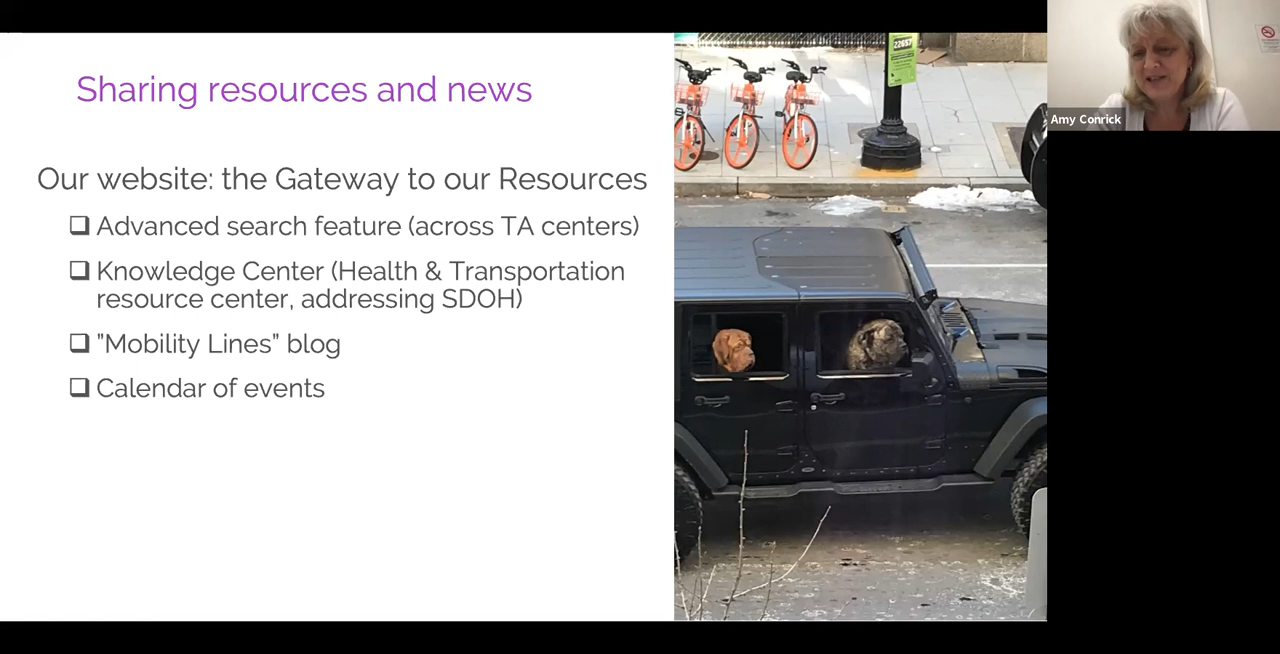 Sharing resources and news
Our website: the Gateway to our Resources
Advanced search feature (across TA centers)
Knowledge Center (Health & Transportation
resource center, addressing SDOH)
"Mobility Lines” blog
Calendar of events
22657
Amy Conrick